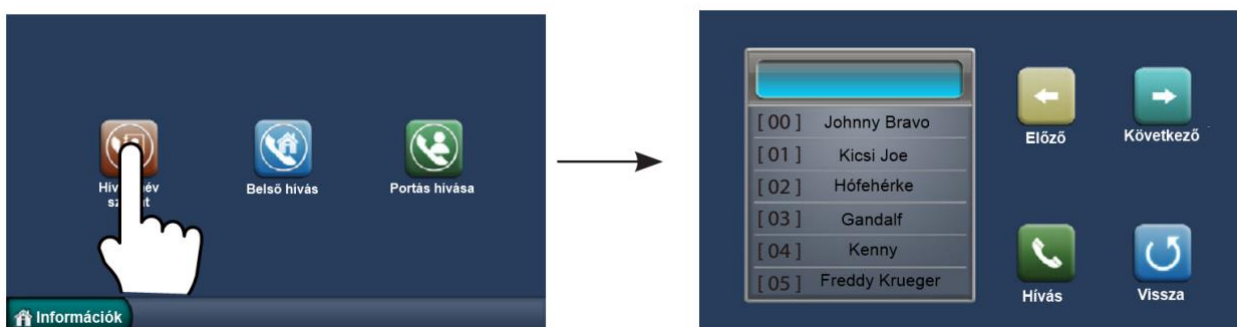 Belső hívás
Portás hívása
Információk
[ 00 ] Johnny Bravo
[ 01 ] Kicsi Joe
[ 02 ] Hófehérke
[ 03 ] Gandalf
[ 04 ] Kenny
[ 05 ] Freddy Krueger
Előző
Következő
Hívás
Vissza